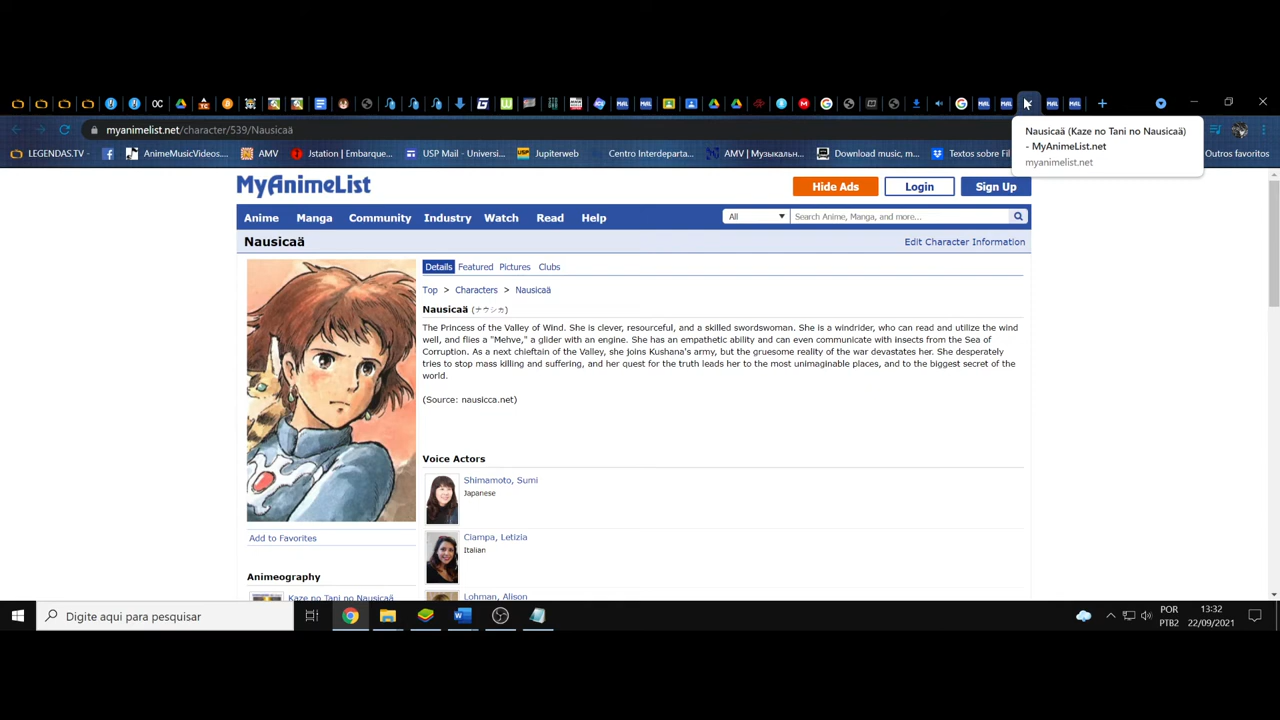 myanimelist.net/character/539/Nausicaä
LEGENDAS.TV
AnimeMusicVideos....
AMV
Jstation | Embarque...
USP Mail - Universi...
Jupiterweb
Centro Interdepart...
AMV | Музыкальн...
Download music, m...
Textos sobre Fil
Outros favoritos
Nausicaä (Kaze no Tani no Nausicaä)
- MyAnimeList.net
myanimelist.net
MyAnimeList
Hide Ads
Login
Sign Up
Anime
Manga
Community
Industry
Watch
Read
Help
All
Search Anime, Manga, and more...
Nausicaä
Edit Character Information
Details
Featured
Pictures
Clubs
Top > Characters > Nausicaä
Nausicaä (ナウシカ)
The Princess of the Valley of Wind. She is clever, resourceful, and a skilled swordswoman. She is a windrider, who can read and utilize the wind
well, and flies a "Mehve," a glider with an engine. She has an empathetic ability and can even communicate with insects from the Sea of
Corruption. As a next chieftain of the Valley, she joins Kushana's army, but the gruesome reality of the war devastates her. She desperately
tries to stop mass killing and suffering, and her quest for the truth leads her to the most unimaginable places, and to the biggest secret of the
world.
(Source: nausicca.net)
Voice Actors
Shimamoto, Sumi
Japanese
Ciampa, Letizia
Italian
Lohman, Alison
Add to Favorites
Animeography
Kaze no Tani no Nausicaä
Digite aqui para pesquisar
POR
PTB2
13:32
22/09/2021